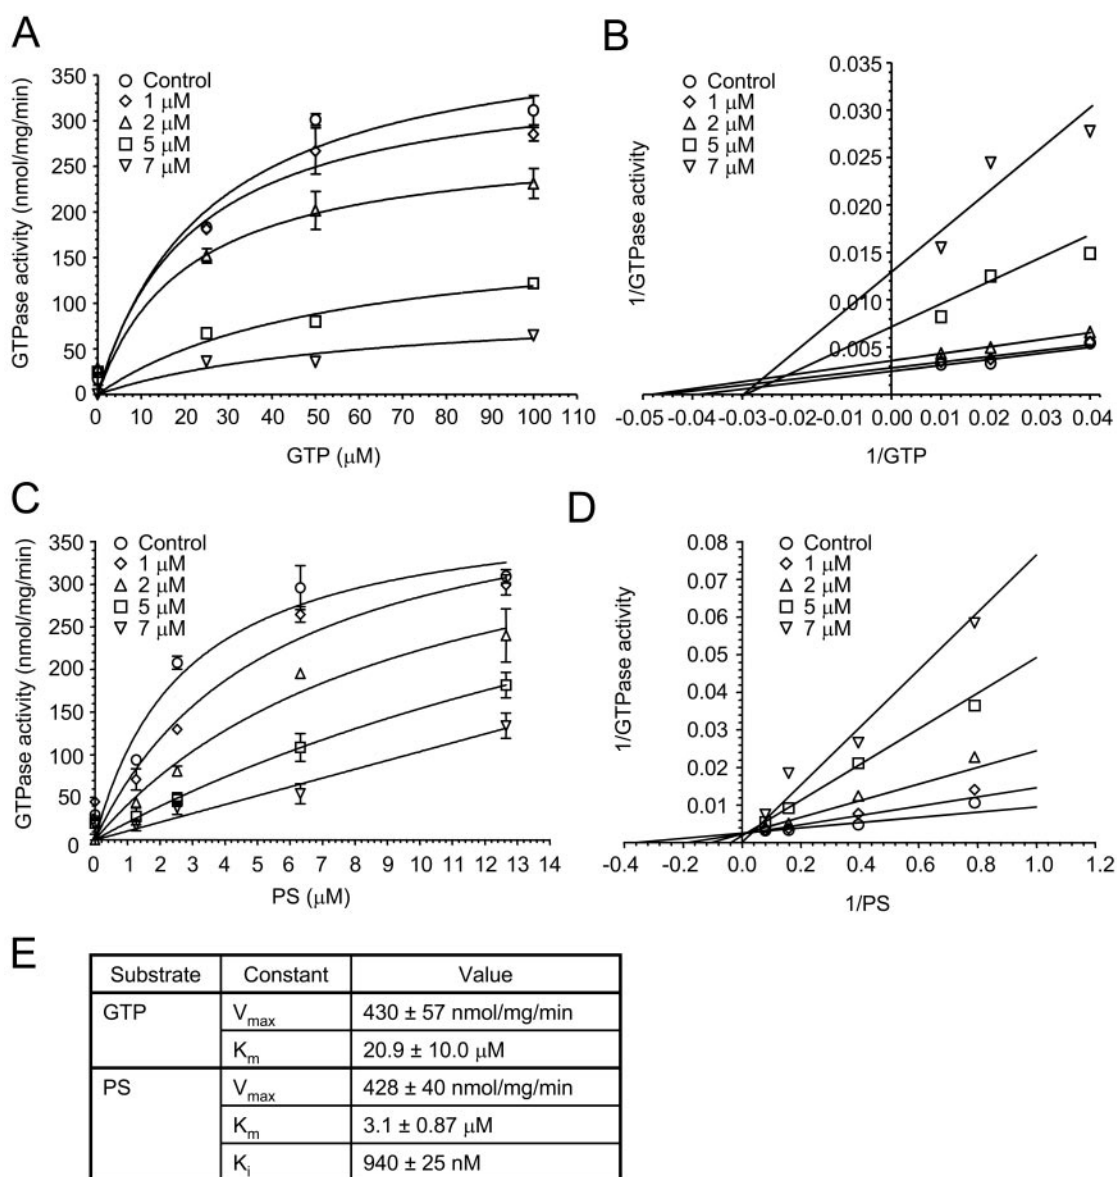 A
GTPase activity (nmol/mg/min)
350
300
250
200
150
100
50
0
Control
1 μM
2 μM
5 μM
7 μM
0 10 20 30 40 50 60 70 80 90 100 110
GTP (μM)
B
1/GTPase activity
0.035
0.030
0.025
0.020
0.015
0.010
0.005
Control
1 μM
2 μM
5 μM
7 μM
-0.05 -0.04 -0.03 -0.02 -0.01 0.00 0.01 0.02 0.03 0.04
1/GTP
C
GTPase activity (nmol/mg/min)
350
300
250
200
150
100
50
0
Control
1 μM
2 μM
5 μM
7 μM
0 1 2 3 4 5 6 7 8 9 10 11 12 13 14
PS (μM)
D
1/GTPase activity
0.08
0.07
0.06
0.05
0.04
0.03
0.02
0.01
Control
1 μM
2 μM
5 μM
7 μM
-0.4 -0.2 0.0 0.2 0.4 0.6 0.8 1.0 1.2
1/PS
E
Substrate Constant Value
GTP Vmax 430 ± 57 nmol/mg/min
Km 20.9 ± 10.0 μM
PS Vmax 428 ± 40 nmol/mg/min
Km 3.1 ± 0.87 μM
Ki 940 ± 25 nM